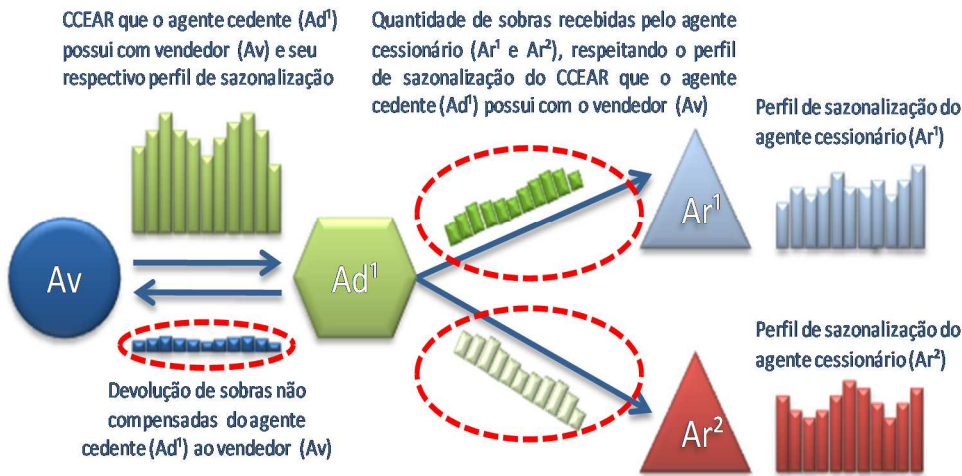 CCEAR que o agente cedente (Ad¹)
possui com vendedor (Av) e seu
respectivo perfil de sazonalização
Quantidade de sobras recebidas pelo agente
cessionário (Ar¹ e Ar²), respeitando o perfil
de sazonalização do CCEAR que o agente
cedente (Ad¹) possui com o vendedor (Av)
Perfil de sazonalização do
agente cessionário (Ar¹)
Av
Ad¹
Ar¹
Devolução de sobras não
compensadas do agente
cedente (Ad¹) ao vendedor (Av)
Perfil de sazonalização do
agente cessionário (Ar²)
Ar²